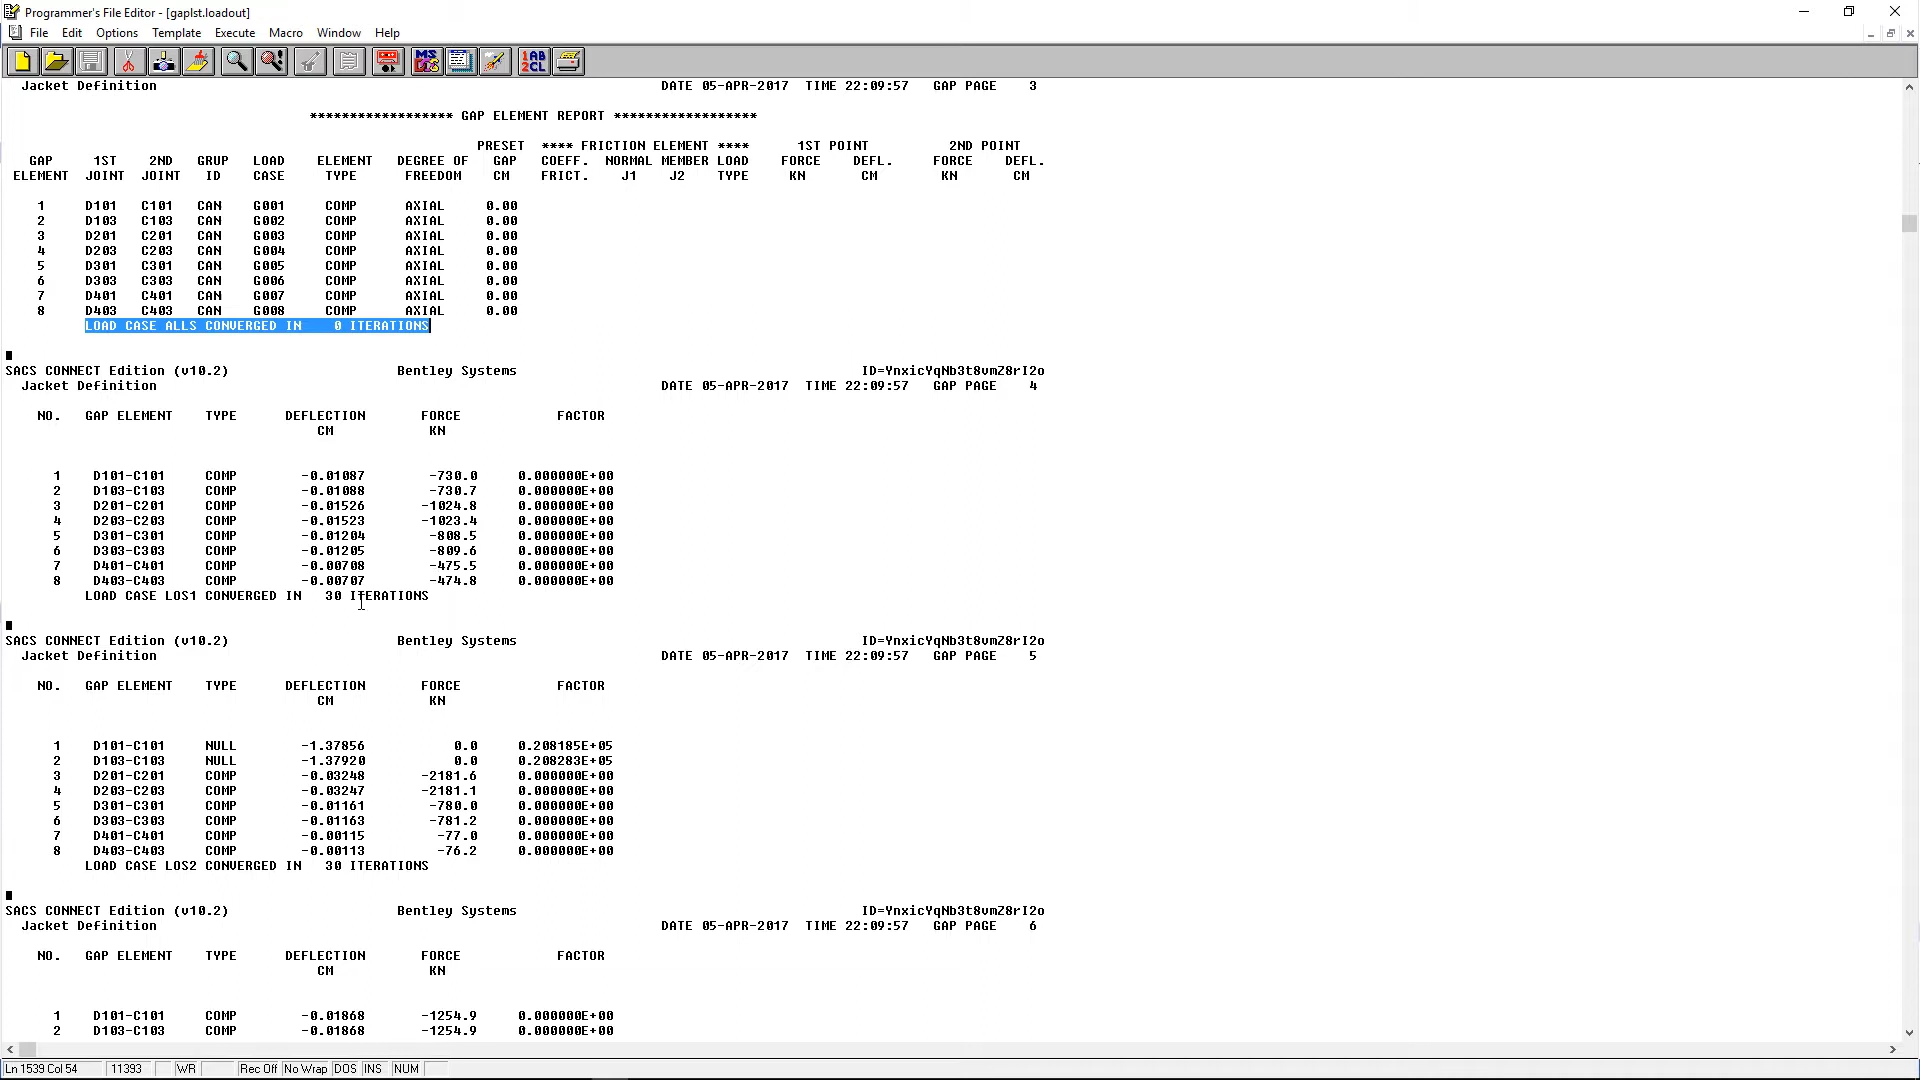 Programmer's File Editor - [gaplst.loadout]
File Edit Options Template Execute Macro Window Help
Jacket Definition DATE 05-APR-2017 TIME 22:09:57 GAP PAGE 3
****************** GAP ELEMENT REPORT ******************
PRESET **** FRICTION ELEMENT **** 1ST POINT 2ND POINT
GAP 1ST 2ND GRUP LOAD ELEMENT DEGREE OF GAP COEFF. NORMAL MEMBER LOAD FORCE DEFL. FORCE DEFL.
ELEMENT JOINT JOINT ID CASE TYPE FREEDOM CM FRICT. J1 J2 TYPE KN CM KN CM
1 D101 C101 CAN G001 COMP AXIAL 0.00
2 D103 C103 CAN G002 COMP AXIAL 0.00
3 D201 C201 CAN G003 COMP AXIAL 0.00
4 D203 C203 CAN G004 COMP AXIAL 0.00
5 D301 C301 CAN G005 COMP AXIAL 0.00
6 D303 C303 CAN G006 COMP AXIAL 0.00
7 D401 C401 CAN G007 COMP AXIAL 0.00
8 D403 C403 CAN G008 COMP AXIAL 0.00
LOAD CASE ALLS CONVERGED IN 0 ITERATIONS
SACS CONNECT Edition (v10.2) Bentley Systems ID=YnxicYqNb3t8vmZ8rI2o
Jacket Definition DATE 05-APR-2017 TIME 22:09:57 GAP PAGE 4
NO. GAP ELEMENT TYPE DEFLECTION FORCE FACTOR
CM KN
1 D101-C101 COMP -0.01087 -730.0 0.000000E+00
2 D103-C103 COMP -0.01088 -730.7 0.000000E+00
3 D201-C201 COMP -0.01526 -1024.8 0.000000E+00
4 D203-C203 COMP -0.01523 -1023.4 0.000000E+00
5 D301-C301 COMP -0.01204 -808.5 0.000000E+00
6 D303-C303 COMP -0.01205 -809.6 0.000000E+00
7 D401-C401 COMP -0.00708 -475.5 0.000000E+00
8 D403-C403 COMP -0.00707 -474.8 0.000000E+00
LOAD CASE LOS1 CONVERGED IN 30 ITERATIONS
SACS CONNECT Edition (v10.2) Bentley Systems ID=YnxicYqNb3t8vmZ8rI2o
Jacket Definition DATE 05-APR-2017 TIME 22:09:57 GAP PAGE 5
NO. GAP ELEMENT TYPE DEFLECTION FORCE FACTOR
CM KN
1 D101-C101 NULL -1.37856 0.0 0.208185E+05
2 D103-C103 NULL -1.37920 0.0 0.208283E+05
3 D201-C201 COMP -0.03248 -2181.6 0.000000E+00
4 D203-C203 COMP -0.03247 -2181.1 0.000000E+00
5 D301-C301 COMP -0.01161 -780.0 0.000000E+00
6 D303-C303 COMP -0.01163 -781.2 0.000000E+00
7 D401-C401 COMP -0.00115 -77.0 0.000000E+00
8 D403-C403 COMP -0.00113 -76.2 0.000000E+00
LOAD CASE LOS2 CONVERGED IN 30 ITERATIONS
SACS CONNECT Edition (v10.2) Bentley Systems ID=YnxicYqNb3t8vmZ8rI2o
Jacket Definition DATE 05-APR-2017 TIME 22:09:57 GAP PAGE 6
NO. GAP ELEMENT TYPE DEFLECTION FORCE FACTOR
CM KN
1 D101-C101 COMP -0.01868 -1254.9 0.000000E+00
2 D103-C103 COMP -0.01868 -1254.9 0.000000E+00
Ln 1539 Col 54 11393 WR Rec Off No Wrap DOS INS NUM